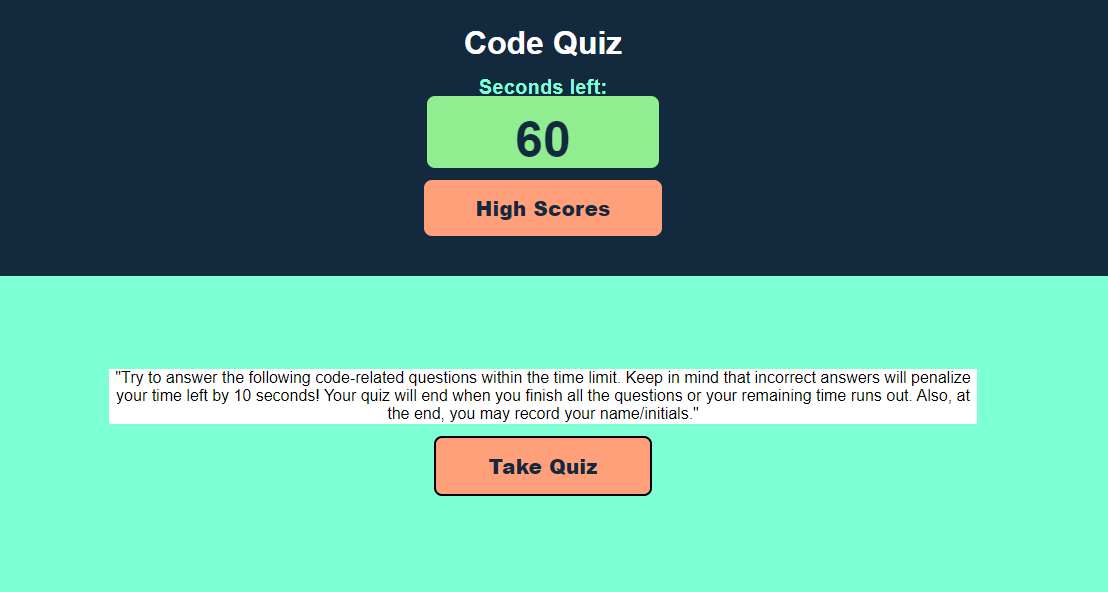 Code Quiz
Seconds left:
60
High Scores
"Try to answer the following code-related questions within the time limit. Keep in mind that incorrect answers will penalize
your time left by 10 seconds! Your quiz will end when you finish all the questions or your remaining time runs out. Also, at
the end, you may record your name/initials."
Take Quiz